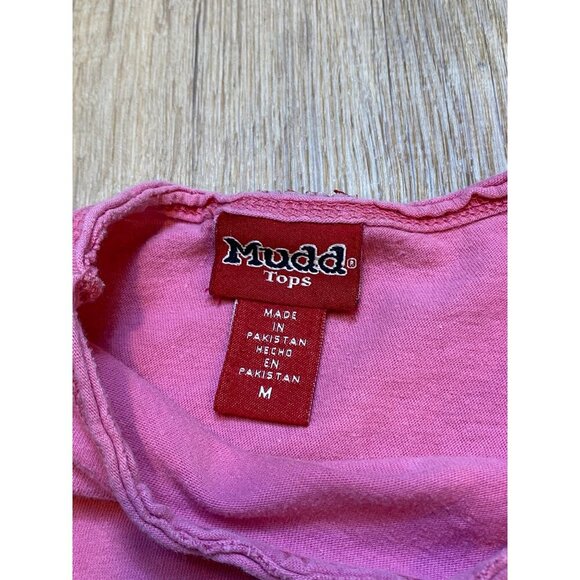 Mudd®
Tops
MADE
IN
PAKISTAN
HECHO
EN
PAKISTAN
M